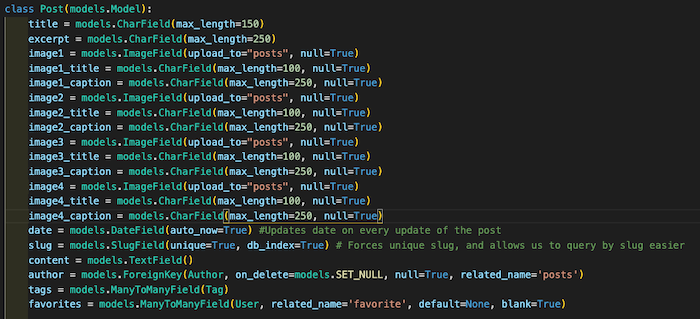 class Post(models.Model):
title = models.CharField(max_length=150)
excerpt = models.CharField(max_length=250)
image1 = models.ImageField(upload_to="posts", null=True)
image1_title = models.CharField(max_length=100, null=True)
image1_caption = models.CharField(max_length=250, null=True)
image2 = models.ImageField(upload_to="posts", null=True)
image2_title = models.CharField(max_length=100, null=True)
image2_caption = models.CharField(max_length=250, null=True)
image3 = models.ImageField(upload_to="posts", null=True)
image3_title = models.CharField(max_length=100, null=True)
image3_caption = models.CharField(max_length=250, null=True)
image4 = models.ImageField(upload_to="posts", null=True)
image4_title = models.CharField(max_length=100, null=True)
image4_caption = models.CharField(max_length=250, null=True)
date = models.DateField(auto_now=True) #Updates date on every update of the post
slug = models.SlugField(unique=True, db_index=True) # Forces unique slug, and allows us to query by slug easier
content = models.TextField()
author = models.ForeignKey(Author, on_delete=models.SET_NULL, null=True, related_name='posts')
tags = models.ManyToManyField(Tag)
favorites = models.ManyToManyField(User, related_name='favorite', default=None, blank=True)